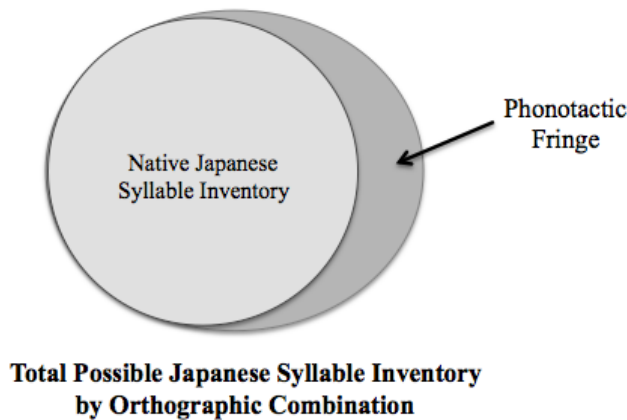 Phonotactic
Fringe
Native Japanese
Syllable Inventory
Total Possible Japanese Syllable Inventory
by Orthographic Combination